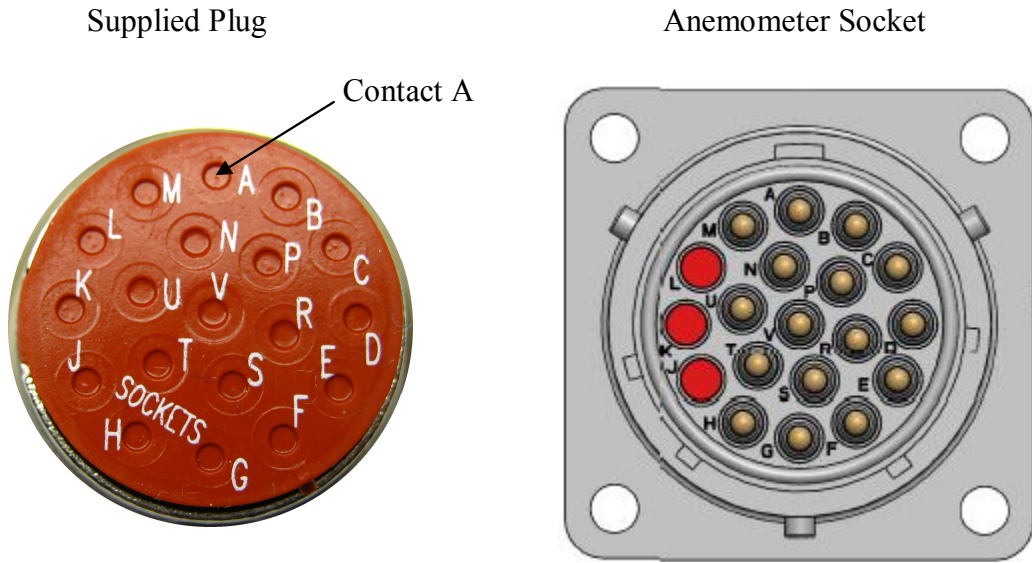 Supplied Plug
Anemometer Socket
Contact A
M A B
L N P C
K U V R D
J T S E
SOCKETS
H G F
A
M B
L N P C
U V
K T R D
J S E
H G F